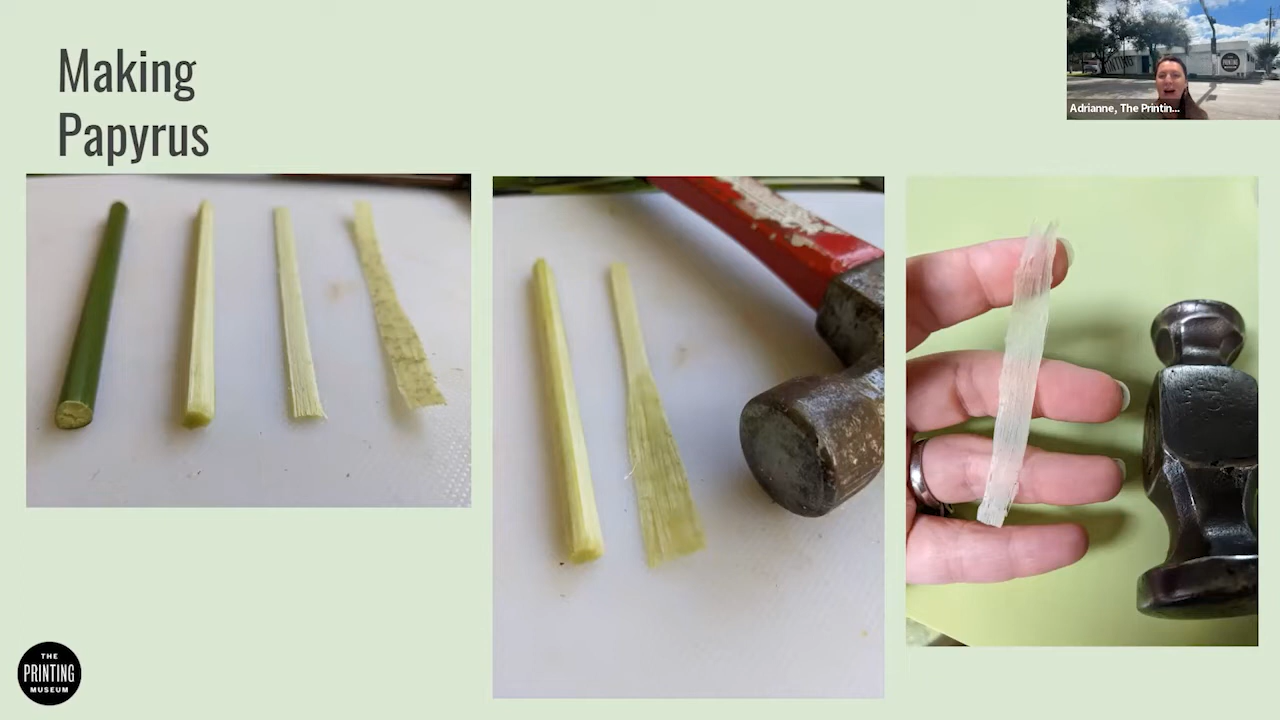 Making
Papyrus
Adrianne, The Printin...
THE
PRINTING
MUSEUM